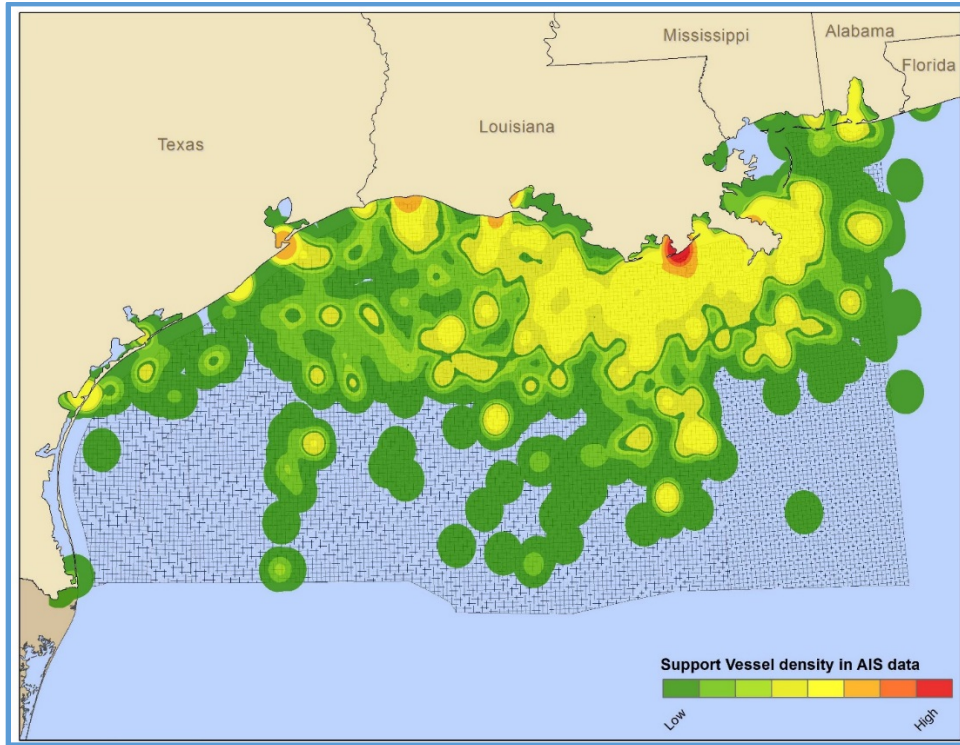 Mississippi
Alabama
Florida
Texas
Louisiana
Support Vessel density in AIS data
Low
High